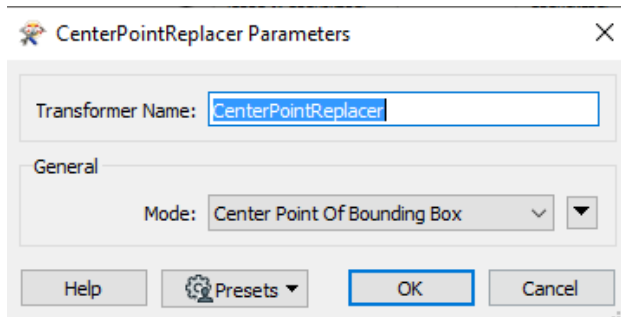 CenterPointReplacer Parameters
Transformer Name: CenterPointReplacer
General
Mode: Center Point Of Bounding Box
Help Presets OK Cancel